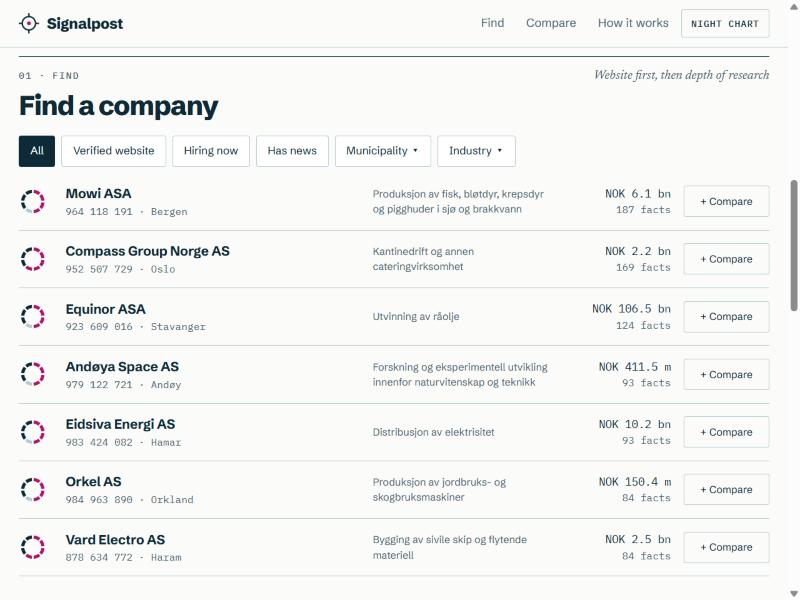 Signalpost
Find
Compare
How it works
NIGHT CHART
01 · FIND
Website first, then depth of research
Find a company
All
Verified website
Hiring now
Has news
Municipality ▾
Industry ▾
Mowi ASA
964 118 191 · Bergen
Produksjon av fisk, bløtdyr, krepsdyr
og pigghuder i sjø og brakkvann
NOK 6.1 bn
187 facts
+ Compare
Compass Group Norge AS
952 507 729 · Oslo
Kantinedrift og annen
cateringvirksomhet
NOK 2.2 bn
169 facts
+ Compare
Equinor ASA
923 609 016 · Stavanger
Utvinning av råolje
NOK 106.5 bn
124 facts
+ Compare
Andøya Space AS
979 122 721 · Andøy
Forskning og eksperimentell utvikling
innenfor naturvitenskap og teknikk
NOK 411.5 m
93 facts
+ Compare
Eidsiva Energi AS
983 424 082 · Hamar
Distribusjon av elektrisitet
NOK 10.2 bn
93 facts
+ Compare
Orkel AS
984 963 890 · Orkland
Produksjon av jordbruks- og
skogbruksmaskiner
NOK 150.4 m
84 facts
+ Compare
Vard Electro AS
878 634 772 · Haram
Bygging av sivile skip og flytende
materiell
NOK 2.5 bn
84 facts
+ Compare